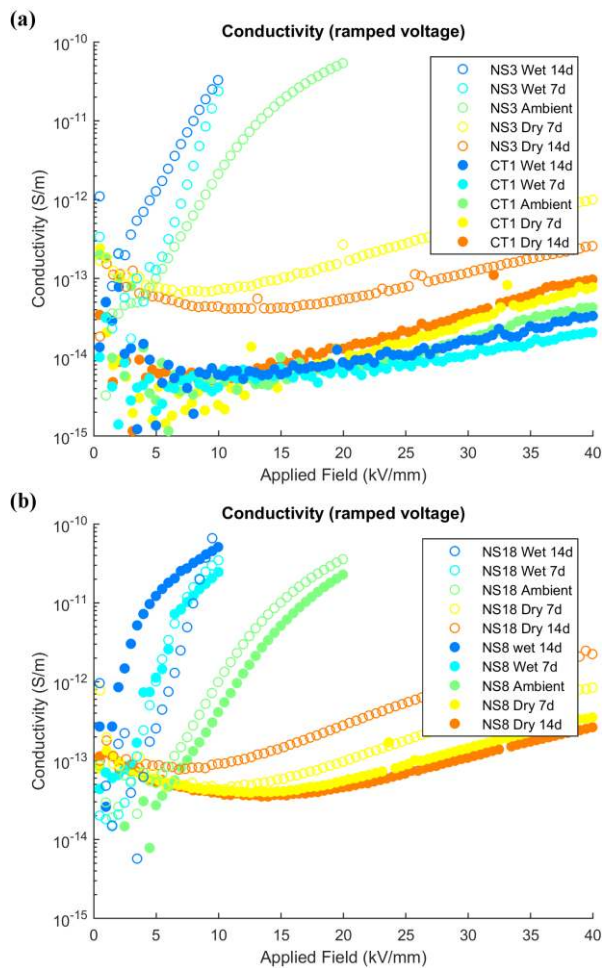 (a)
Conductivity (ramped voltage)
10-10
10-11
10-12
10-13
10-14
10-15
Conductivity (S/m)
NS3 Wet 14d
NS3 Wet 7d
NS3 Ambient
NS3 Dry 7d
NS3 Dry 14d
CT1 Wet 14d
CT1 Wet 7d
CT1 Ambient
CT1 Dry 7d
CT1 Dry 14d
0 5 10 15 20 25 30 35 40
Applied Field (kV/mm)
(b)
Conductivity (ramped voltage)
10-10
10-11
10-12
10-13
10-14
10-15
Conductivity (S/m)
NS18 Wet 14d
NS18 Wet 7d
NS18 Ambient
NS18 Dry 7d
NS18 Dry 14d
NS8 wet 14d
NS8 Wet 7d
NS8 Ambient
NS8 Dry 7d
NS8 Dry 14d
0 5 10 15 20 25 30 35 40
Applied Field (kV/mm)